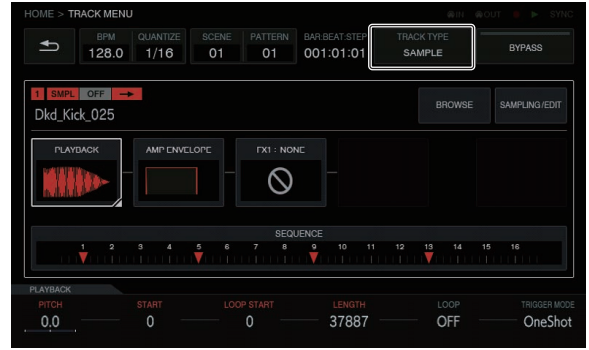 HOME > TRACK MENU
IN OUT SYNC
BPM QUANTIZE SCENE PATTERN BAR:BEAT:STEP TRACK TYPE
128.0 1/16 01 01 001:01:01 SAMPLE BYPASS
1 SMPL OFF
Dkd_Kick_025 BROWSE SAMPLING/EDIT
PLAYBACK AMP ENVELOPE FX1 : NONE
SEQUENCE
1 2 3 4 5 6 7 8 9 10 11 12 13 14 15 16
PLAYBACK
PITCH START LOOP START LENGTH LOOP TRIGGER MODE
0.0 0 0 37887 OFF OneShot